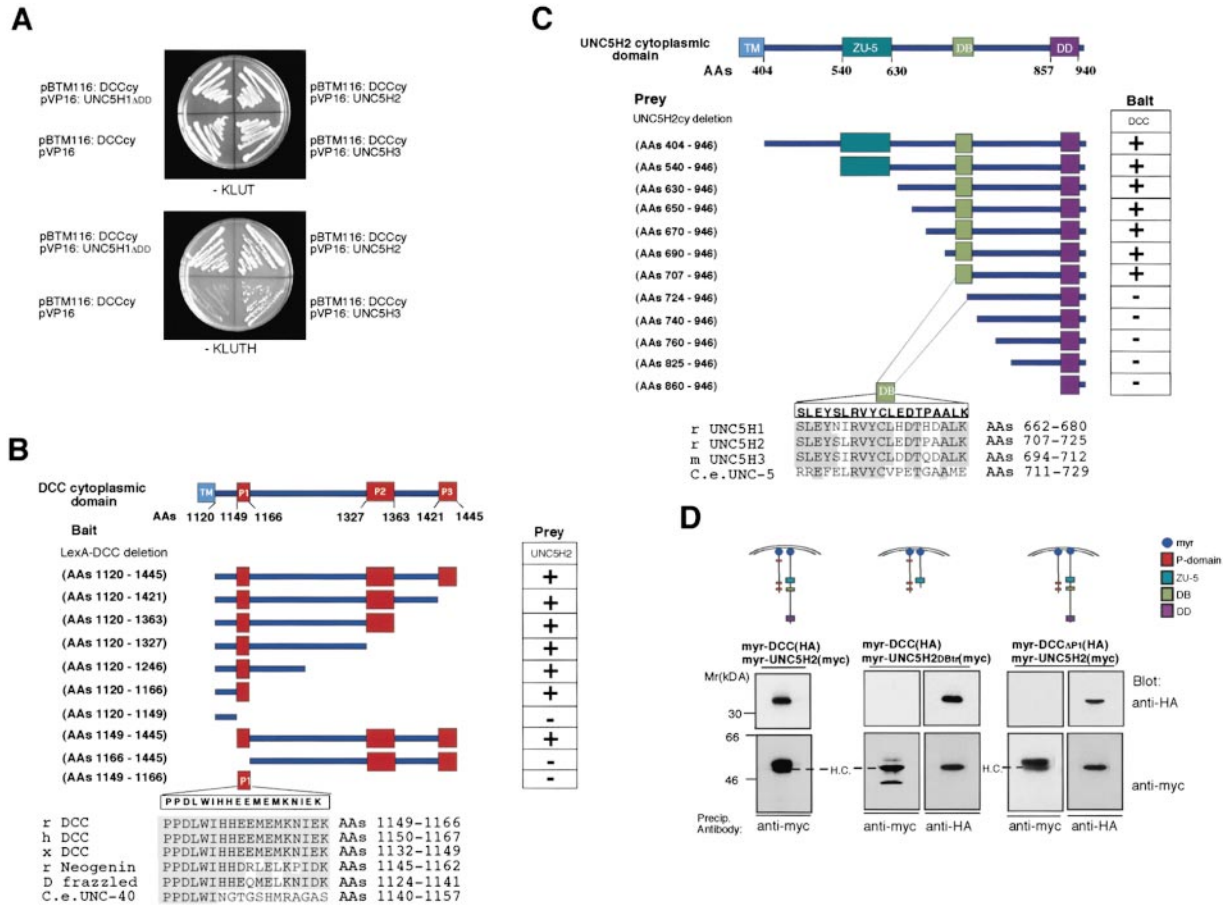 A
pBTM116: DCCcy
pVP16: UNC5H1ΔDD
pBTM116: DCCcy
pVP16: UNC5H2
pBTM116: DCCcy
pVP16
pBTM116: DCCcy
pVP16: UNC5H3
- KLUT
pBTM116: DCCcy
pVP16: UNC5H1ΔDD
pBTM116: DCCcy
pVP16: UNC5H2
pBTM116: DCCcy
pVP16
pBTM116: DCCcy
pVP16: UNC5H3
- KLUTH
B
DCC cytoplasmic
domain
TM P1 P2 P3
AAs 1120 1149 1166 1327 1363 1421 1445
Bait
Prey
LexA-DCC deletion
UNC5H2
(AAs 1120 - 1445) +
(AAs 1120 - 1421) +
(AAs 1120 - 1363) +
(AAs 1120 - 1327) +
(AAs 1120 - 1246) +
(AAs 1120 - 1166) +
(AAs 1120 - 1149) -
(AAs 1149 - 1445) +
(AAs 1166 - 1445) -
(AAs 1149 - 1166) P1 -
PPDLWIHHEEMEMKNIEK
r DCC PPDLWIHHEEMEMKNIEK AAs 1149-1166
h DCC PPDLWIHHEEMEMKNIEK AAs 1150-1167
x DCC PPDLWIHHEEMEMKNIEK AAs 1132-1149
r Neogenin PPDLWIHHDRLELKPIDK AAs 1145-1162
D frazzled PPDLWIHHEQMELKNIDK AAs 1124-1141
C.e.UNC-40 PPDLWINGTGSHMRAGAS AAs 1140-1157
C
UNC5H2 cytoplasmic
domain
TM ZU-5 DB DD
AAs 404 540 630 857 940
Prey
Bait
UNC5H2cy deletion
DCC
(AAs 404 - 946) +
(AAs 540 - 946) +
(AAs 630 - 946) +
(AAs 650 - 946) +
(AAs 670 - 946) +
(AAs 690 - 946) +
(AAs 707 - 946) +
(AAs 724 - 946) -
(AAs 740 - 946) -
(AAs 760 - 946) -
(AAs 825 - 946) -
(AAs 860 - 946) -
DB
SLEYSLRVYCLEDTPAALK
r UNC5H1 SLEYNIRVYCLHDTHDALK AAs 662-680
r UNC5H2 SLEYSLRVYCLEDTPAALK AAs 707-725
m UNC5H3 SLEYSIRVYCLDDTQDALK AAs 694-712
C.e.UNC-5 RREFELRVYCVPETGAAME AAs 711-729
D
myr
P-domain
ZU-5
DB
DD
myr-DCC(HA)
myr-UNC5H2(myc)
myr-DCC(HA)
myr-UNC5H2DBtr(myc)
myr-DCCΔP1(HA)
myr-UNC5H2(myc)
Mr(kDA)
Blot:
anti-HA
30
66
H.C.
H.C.
46
anti-myc
Precip.
Antibody:
anti-myc
anti-myc
anti-HA
anti-myc
anti-HA